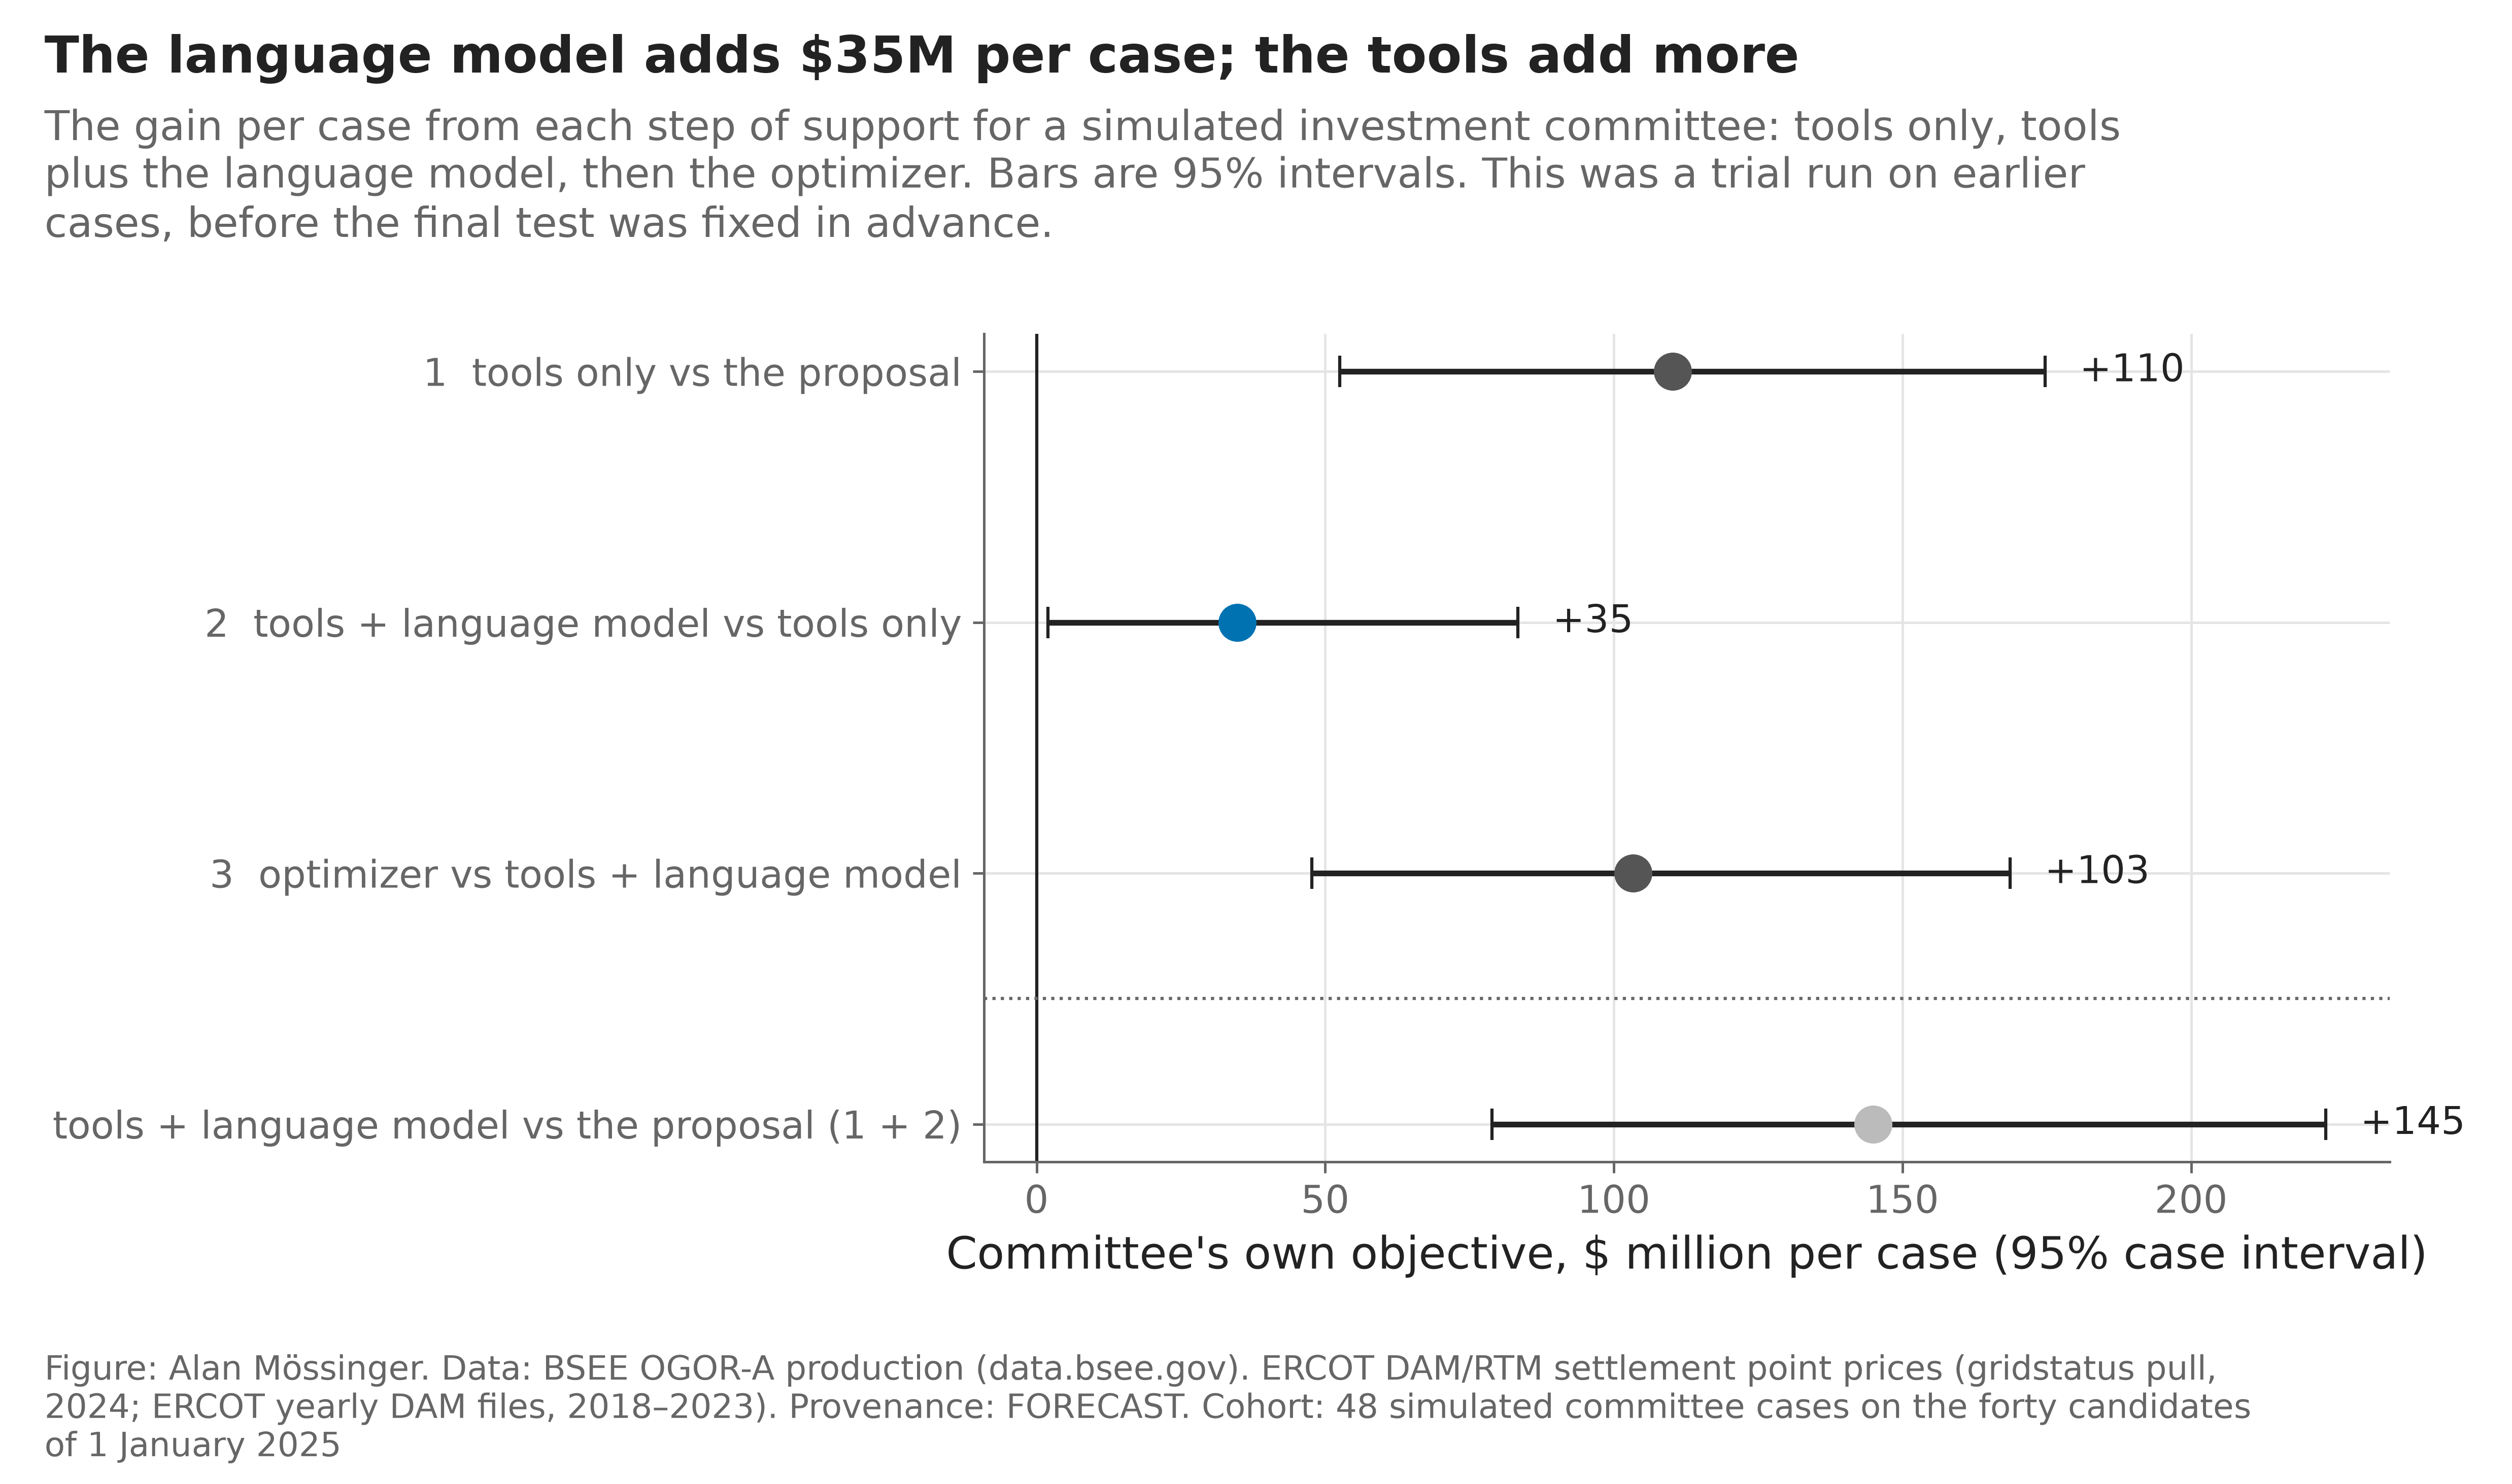 The language model adds $35M per case; the tools add more
The gain per case from each step of support for a simulated investment committee: tools only, tools
plus the language model, then the optimizer. Bars are 95% intervals. This was a trial run on earlier
cases, before the final test was fixed in advance.
1  tools only vs the proposal
+110
2  tools + language model vs tools only
+35
3  optimizer vs tools + language model
+103
tools + language model vs the proposal (1 + 2)
+145
0 50 100 150 200
Committee's own objective, $ million per case (95% case interval)
Figure: Alan Mössinger. Data: BSEE OGOR-A production (data.bsee.gov). ERCOT DAM/RTM settlement point prices (gridstatus pull,
2024; ERCOT yearly DAM files, 2018–2023). Provenance: FORECAST. Cohort: 48 simulated committee cases on the forty candidates
of 1 January 2025